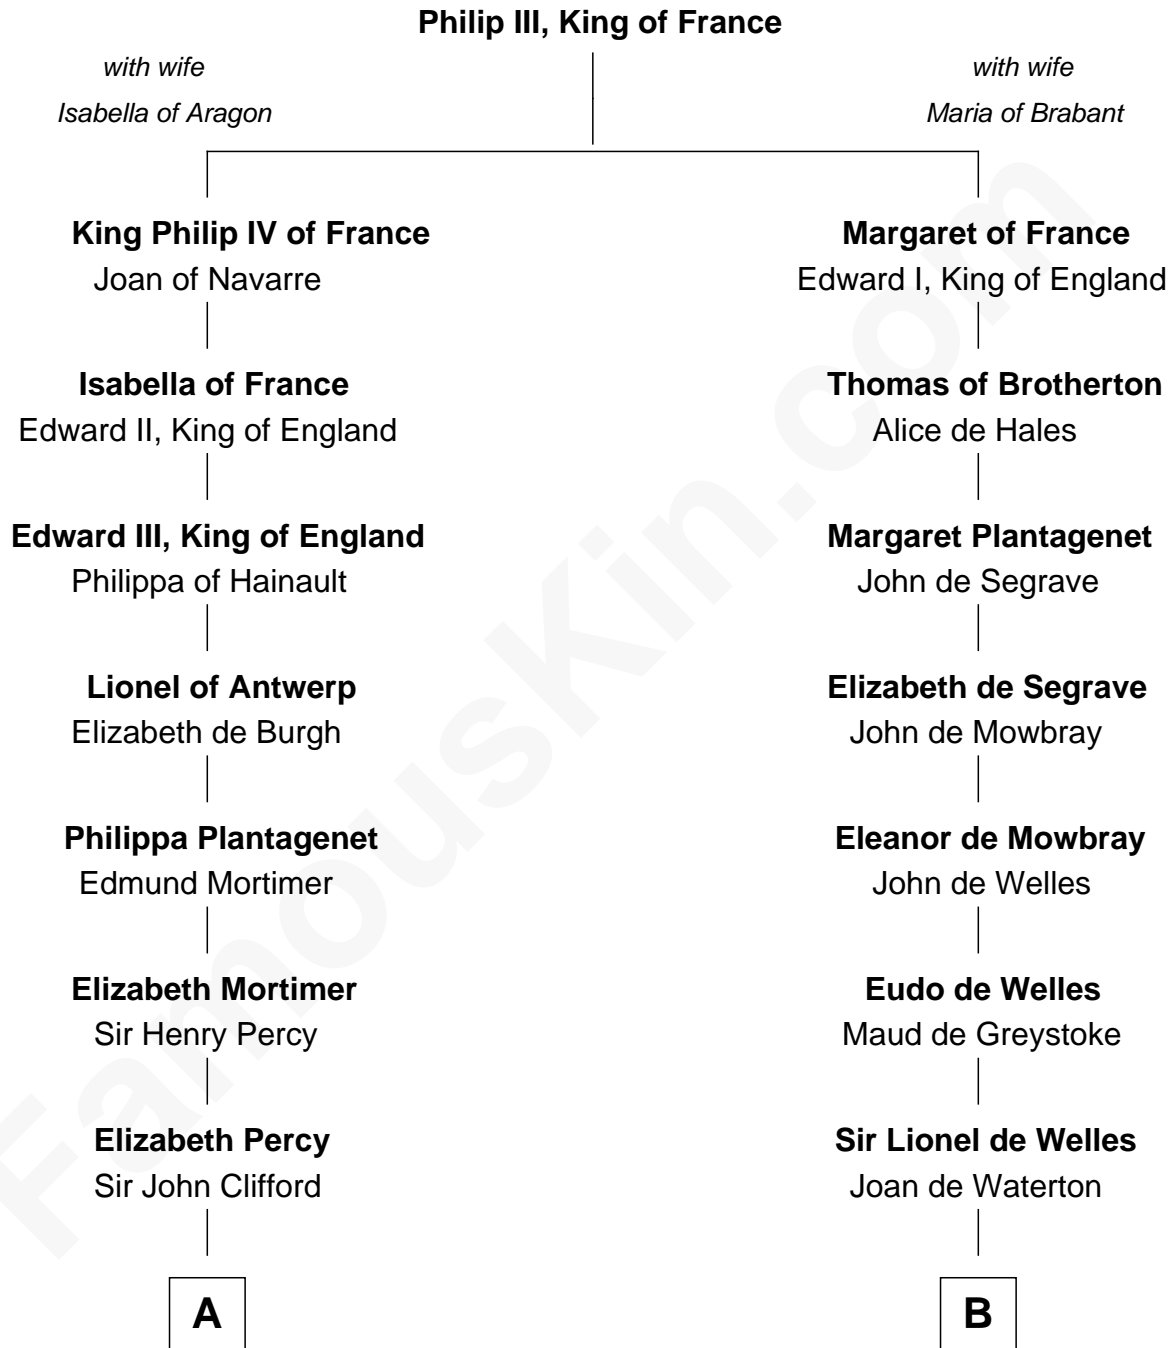 Philip III, King of France
with wife
Isabella of Aragon
with wife
Maria of Brabant
King Philip IV of France
Joan of Navarre
Margaret of France
Edward I, King of England
Isabella of France
Edward II, King of England
Thomas of Brotherton
Alice de Hales
Edward III, King of England
Philippa of Hainault
Margaret Plantagenet
John de Segrave
Lionel of Antwerp
Elizabeth de Burgh
Elizabeth de Segrave
John de Mowbray
Philippa Plantagenet
Edmund Mortimer
Eleanor de Mowbray
John de Welles
Elizabeth Mortimer
Sir Henry Percy
Eudo de Welles
Maud de Greystoke
Elizabeth Percy
Sir John Clifford
Sir Lionel de Welles
Joan de Waterton
A
B
FamousKin.com